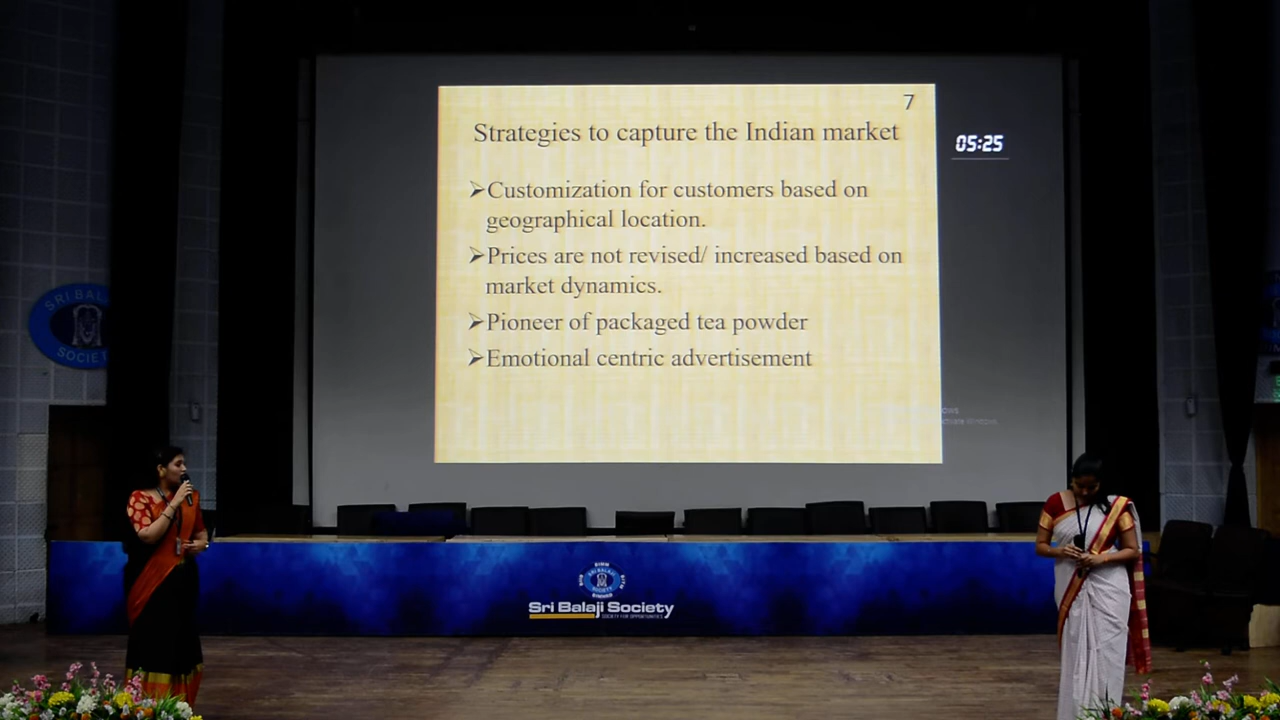 7
Strategies to capture the Indian market
05:25
➢Customization for customers based on
geographical location.
➢Prices are not revised/ increased based on
market dynamics.
➢Pioneer of packaged tea powder
➢Emotional centric advertisement
SRI BALAJI
SOCIETY
Sri Balaji Society
SOCIETY FOR OPPORTUNITIES